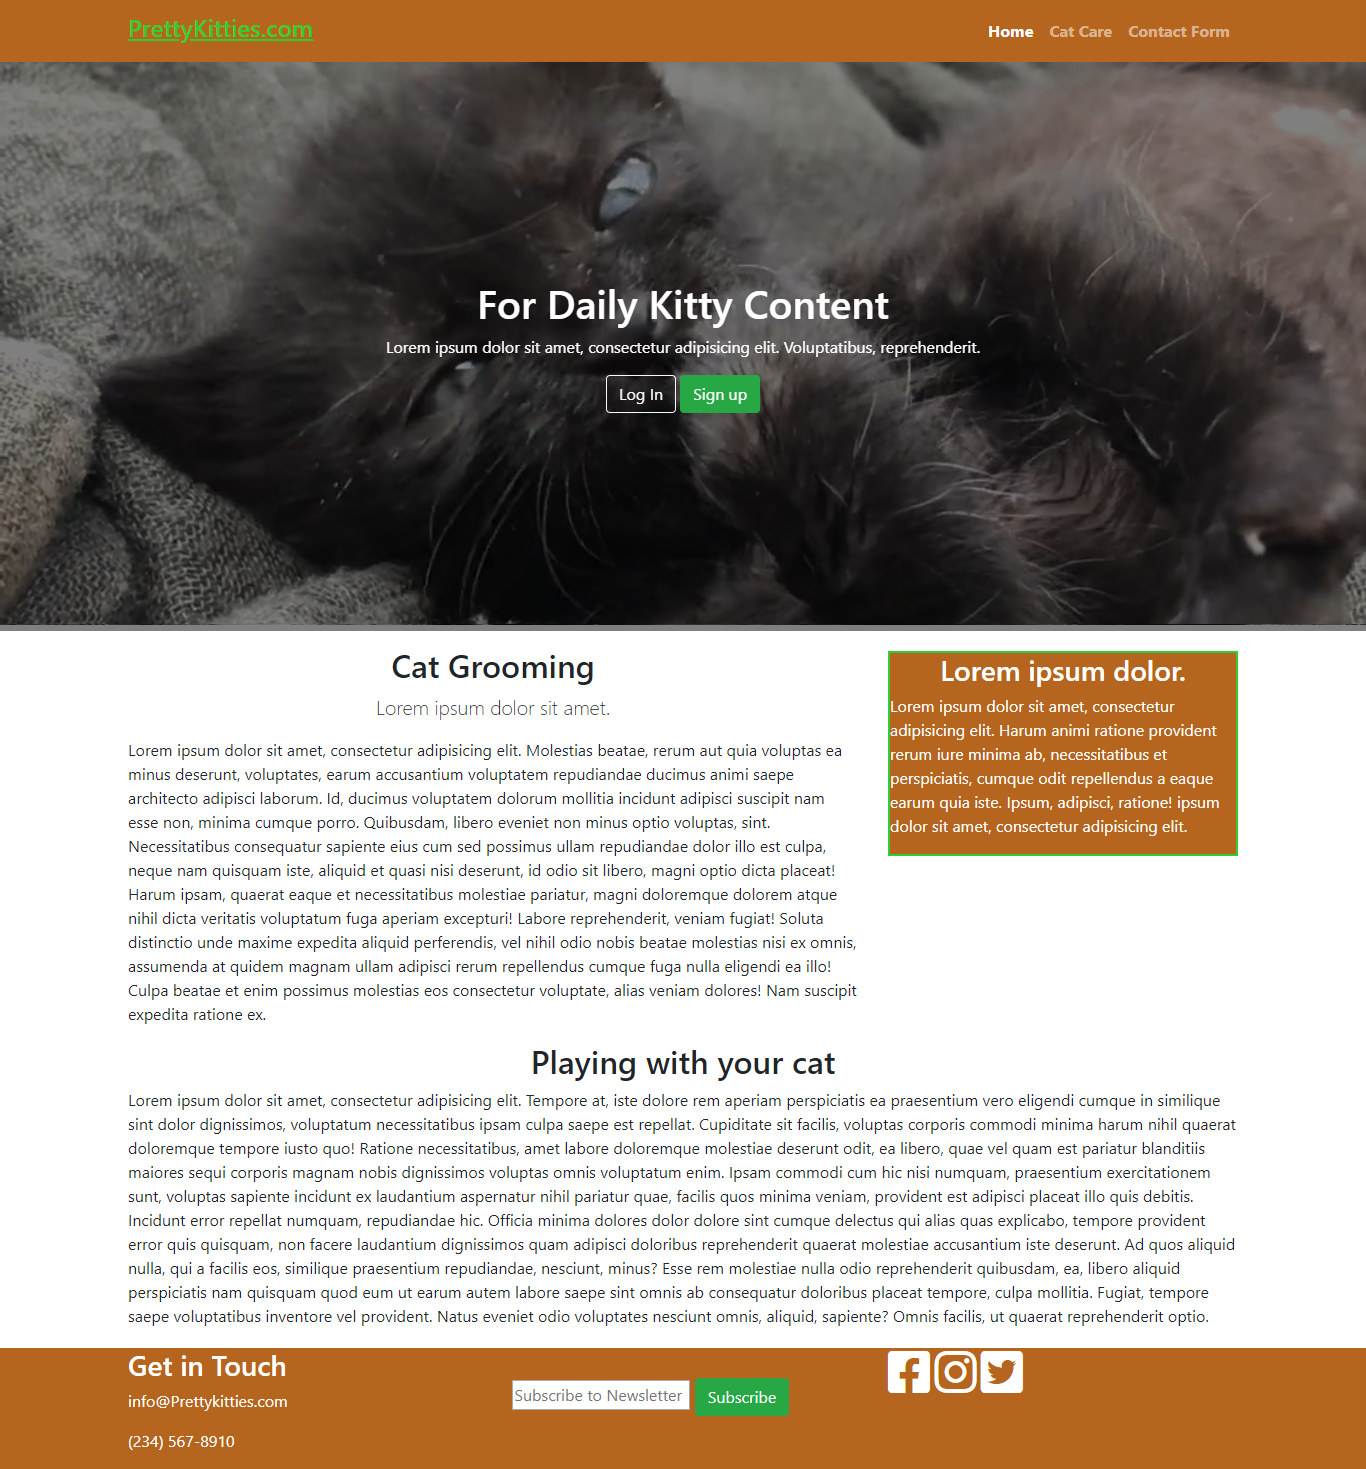 PrettyKitties.com
Home Cat Care Contact Form
For Daily Kitty Content
Lorem ipsum dolor sit amet, consectetur adipisicing elit. Voluptatibus, reprehenderit.
Log In Sign up
Cat Grooming
Lorem ipsum dolor sit amet.
Lorem ipsum dolor sit amet, consectetur adipisicing elit. Molestias beatae, rerum aut quia voluptas ea
minus deserunt, voluptates, earum accusantium voluptatem repudiandae ducimus animi saepe
architecto adipisci laborum. Id, ducimus voluptatem dolorum mollitia incidunt adipisci suscipit nam
esse non, minima cumque porro. Quibusdam, libero eveniet non minus optio voluptas, sint.
Necessitatibus consequatur sapiente eius cum sed possimus ullam repudiandae dolor illo est culpa,
neque nam quisquam iste, aliquid et quasi nisi deserunt, id odio sit libero, magni optio dicta placeat!
Harum ipsam, quaerat eaque et necessitatibus molestiae pariatur, magni doloremque dolorem atque
nihil dicta veritatis voluptatum fuga aperiam excepturi! Labore reprehenderit, veniam fugiat! Soluta
distinctio unde maxime expedita aliquid perferendis, vel nihil odio nobis beatae molestias nisi ex omnis,
assumenda at quidem magnam ullam adipisci rerum repellendus cumque fuga nulla eligendi ea illo!
Culpa beatae et enim possimus molestias eos consectetur voluptate, alias veniam dolores! Nam suscipit
expedita ratione ex.
Lorem ipsum dolor.
Lorem ipsum dolor sit amet, consectetur
adipisicing elit. Harum animi ratione provident
rerum iure minima ab, necessitatibus et
perspiciatis, cumque odit repellendus a eaque
earum quia iste. Ipsum, adipisci, ratione! ipsum
dolor sit amet, consectetur adipisicing elit.
Playing with your cat
Lorem ipsum dolor sit amet, consectetur adipisicing elit. Tempore at, iste dolore rem aperiam perspiciatis ea praesentium vero eligendi cumque in similique
sint dolor dignissimos, voluptatum necessitatibus ipsam culpa saepe est repellat. Cupiditate sit facilis, voluptas corporis commodi minima harum nihil quaerat
doloremque tempore iusto quo! Ratione necessitatibus, amet labore doloremque molestiae deserunt odit, ea libero, quae vel quam est pariatur blanditiis
maiores sequi corporis magnam nobis dignissimos voluptas omnis voluptatum enim. Ipsam commodi cum hic nisi numquam, praesentium exercitationem
sunt, voluptas sapiente incidunt ex laudantium aspernatur nihil pariatur quae, facilis quos minima veniam, provident est adipisci placeat illo quis debitis.
Incidunt error repellat numquam, repudiandae hic. Officia minima dolores dolor dolore sint cumque delectus qui alias quas explicabo, tempore provident
error quis quisquam, non facere laudantium dignissimos quam adipisci doloribus reprehenderit quaerat molestiae accusantium iste deserunt. Ad quos aliquid
nulla, qui a facilis eos, similique praesentium repudiandae, nesciunt, minus? Esse rem molestiae nulla odio reprehenderit quibusdam, ea, libero aliquid
perspiciatis nam quisquam quod eum ut earum autem labore saepe sint omnis ab consequatur doloribus placeat tempore, culpa mollitia. Fugiat, tempore
saepe voluptatibus inventore vel provident. Natus eveniet odio voluptates nesciunt omnis, aliquid, sapiente? Omnis facilis, ut quaerat reprehenderit optio.
Get in Touch
info@Prettykitties.com
(234) 567-8910
Subscribe to Newsletter Subscribe